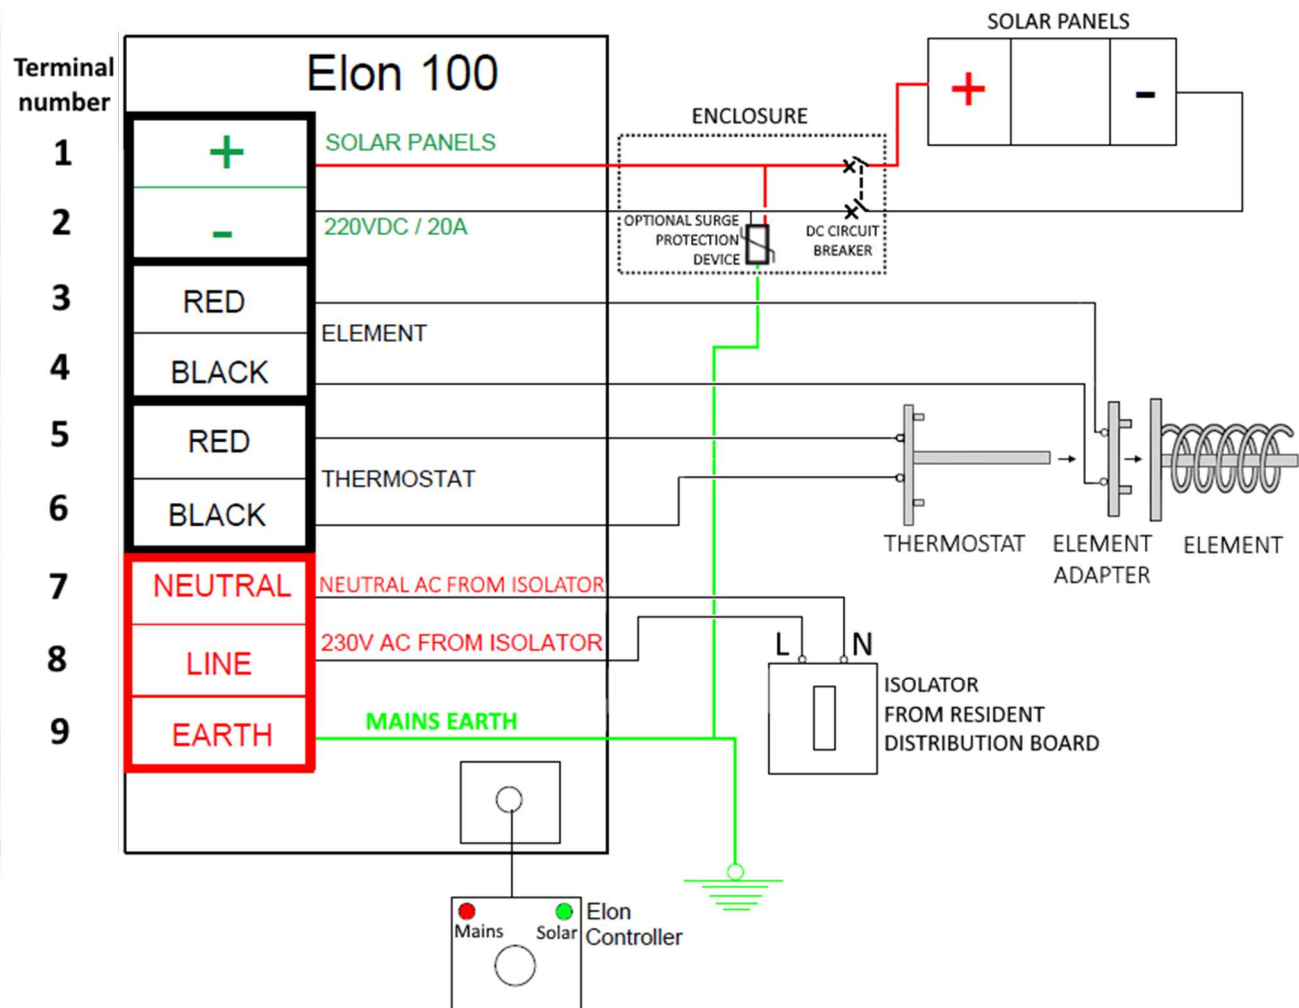 SOLAR PANELS
Elon 100
Terminal
number
ENCLOSURE
+
-
1
+
SOLAR PANELS
2
-
220VDC / 20A
OPTIONAL SURGE
PROTECTION
DEVICE
DC CIRCUIT
BREAKER
3
RED
ELEMENT
4
BLACK
5
RED
THERMOSTAT
6
BLACK
THERMOSTAT
ELEMENT
ADAPTER
ELEMENT
7
NEUTRAL
NEUTRAL AC FROM ISOLATOR
8
LINE
230V AC FROM ISOLATOR
L
N
ISOLATOR
FROM RESIDENT
DISTRIBUTION BOARD
9
EARTH
MAINS EARTH
Mains
Solar
Elon
Controller